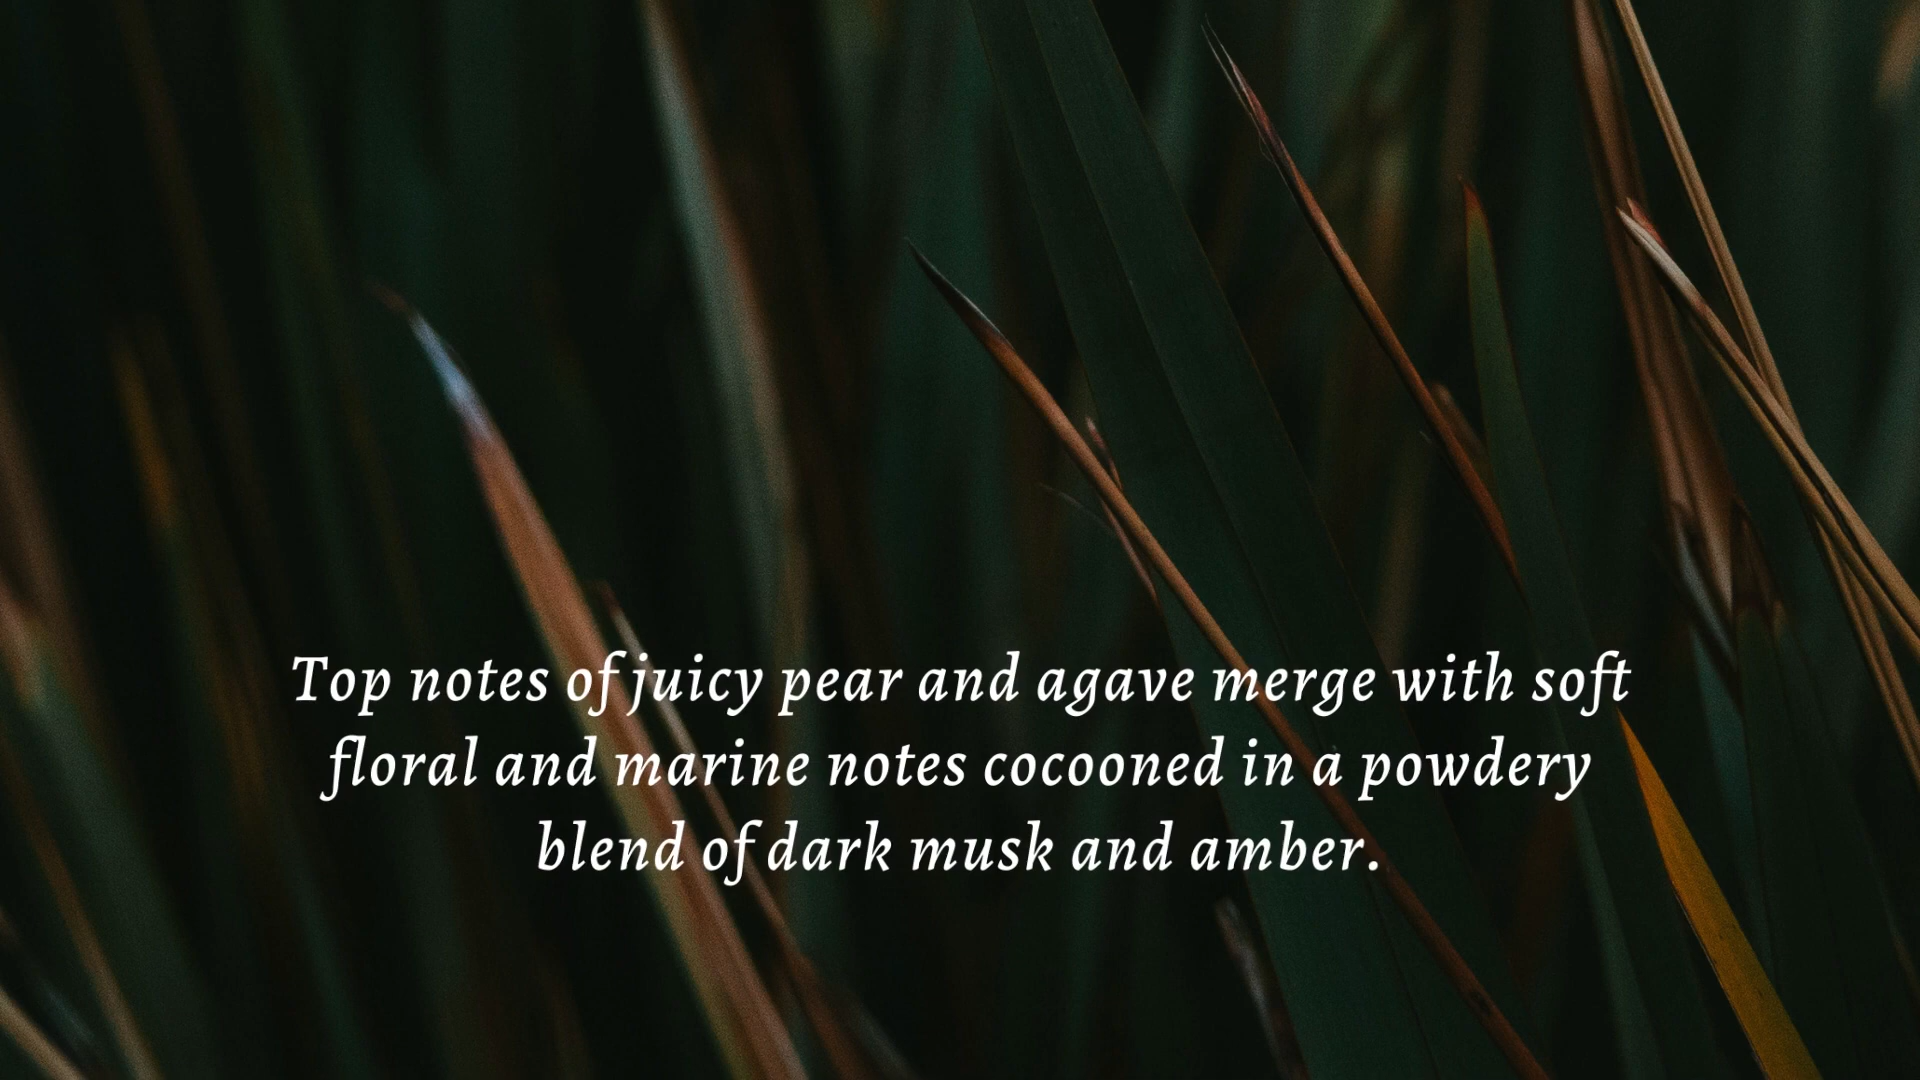 Top notes of juicy pear and agave merge with soft
floral and marine notes cocooned in a powdery
blend of dark musk and amber.